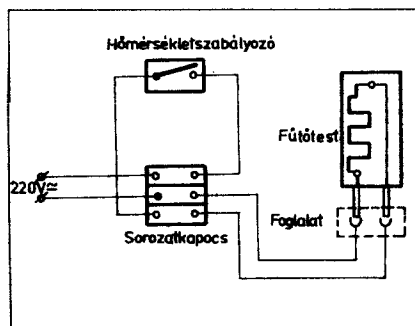 Hőmérsékletszabályozó
Fűtőtest
220V≂
Foglalat
Sorozatkapocs